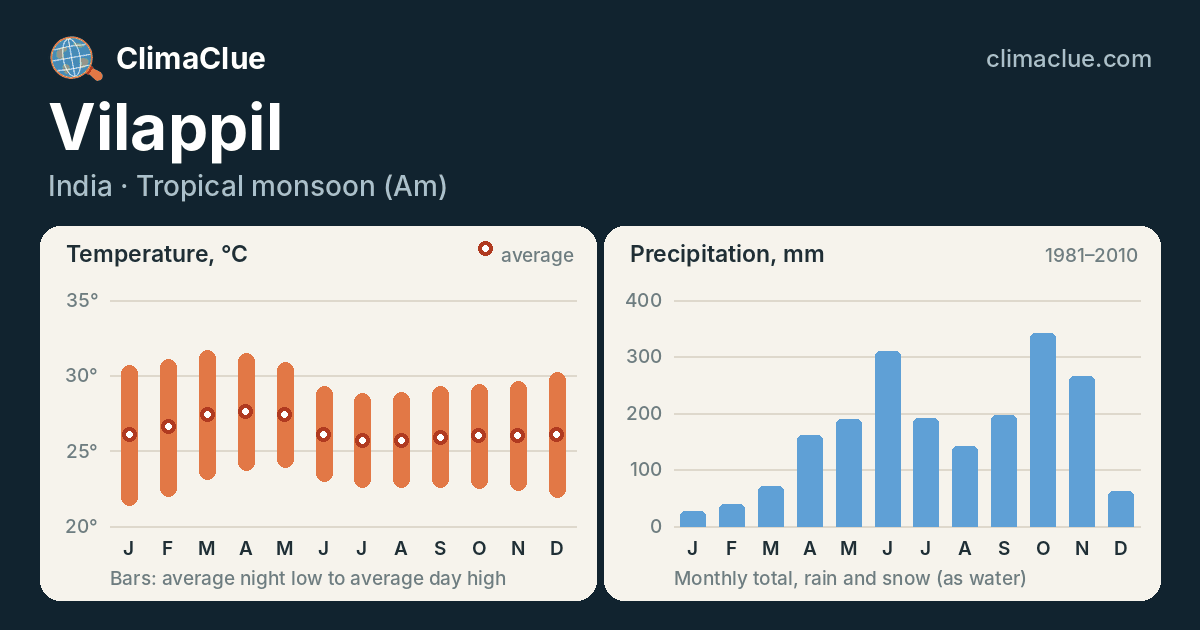 ClimaClue
climaclue.com
Vilappil
India · Tropical monsoon (Am)
Temperature, °C
average
35°
30°
25°
20°
J F M A M J J A S O N D
Bars: average night low to average day high
Precipitation, mm
1981–2010
400
300
200
100
0
J F M A M J J A S O N D
Monthly total, rain and snow (as water)